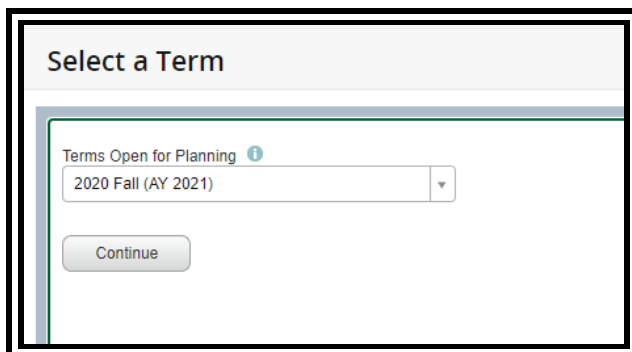 Select a Term
Terms Open for Planning
2020 Fall (AY 2021)
Continue